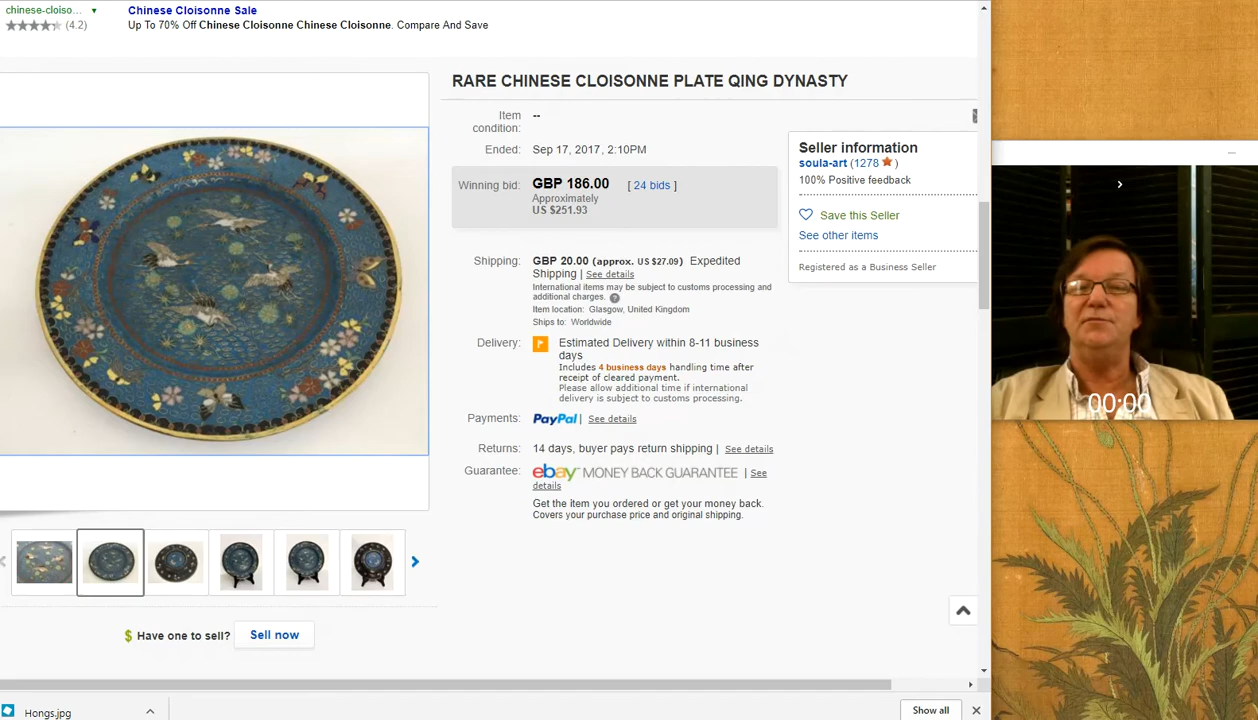 chinese-cloiso...
(4.2)
Chinese Cloisonne Sale
Up To 70% Off Chinese Cloisonne Chinese Cloisonne. Compare And Save
RARE CHINESE CLOISONNE PLATE QING DYNASTY
Item
condition:
--
Ended:
Sep 17, 2017, 2:10PM
Winning bid:
GBP 186.00
[ 24 bids ]
Approximately
US $251.93
Shipping:
GBP 20.00 (approx. US $27.09) Expedited
Shipping | See details
International items may be subject to customs processing and
additional charges. ?
Item location: Glasgow, United Kingdom
Ships to: Worldwide
Delivery:
Estimated Delivery within 8-11 business
days
Includes 4 business days handling time after
receipt of cleared payment.
Please allow additional time if international
delivery is subject to customs processing.
Payments:
PayPal | See details
Returns:
14 days, buyer pays return shipping | See details
Guarantee:
ebay MONEY BACK GUARANTEE | See
details
Get the item you ordered or get your money back.
Covers your purchase price and original shipping.
Seller information
soula-art (1278 )
100% Positive feedback
Save this Seller
See other items
Registered as a Business Seller
00:00
$ Have one to sell? Sell now
Hongs.jpg
Show all